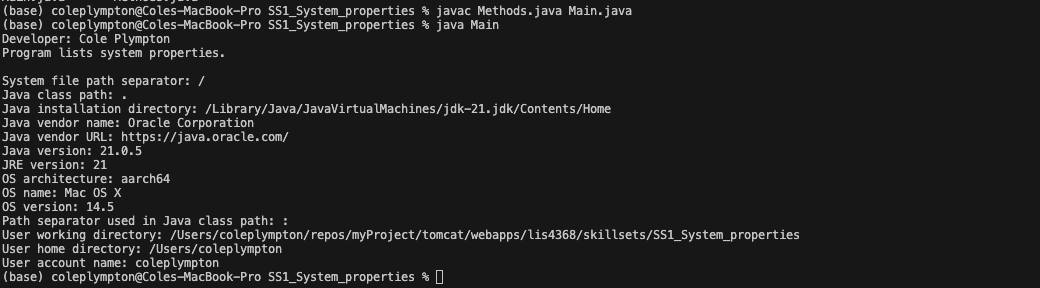 (base) coleplympton@Coles-MacBook-Pro SS1_System_properties % javac Methods.java Main.java
(base) coleplympton@Coles-MacBook-Pro SS1_System_properties % java Main
Developer: Cole Plympton
Program lists system properties.

System file path separator: /
Java class path: .
Java installation directory: /Library/Java/JavaVirtualMachines/jdk-21.jdk/Contents/Home
Java vendor name: Oracle Corporation
Java vendor URL: https://java.oracle.com/
Java version: 21.0.5
JRE version: 21
OS architecture: aarch64
OS name: Mac OS X
OS version: 14.5
Path separator used in Java class path: :
User working directory: /Users/coleplympton/repos/myProject/tomcat/webapps/lis4368/skillsets/SS1_System_properties
User home directory: /Users/coleplympton
User account name: coleplympton
(base) coleplympton@Coles-MacBook-Pro SS1_System_properties %